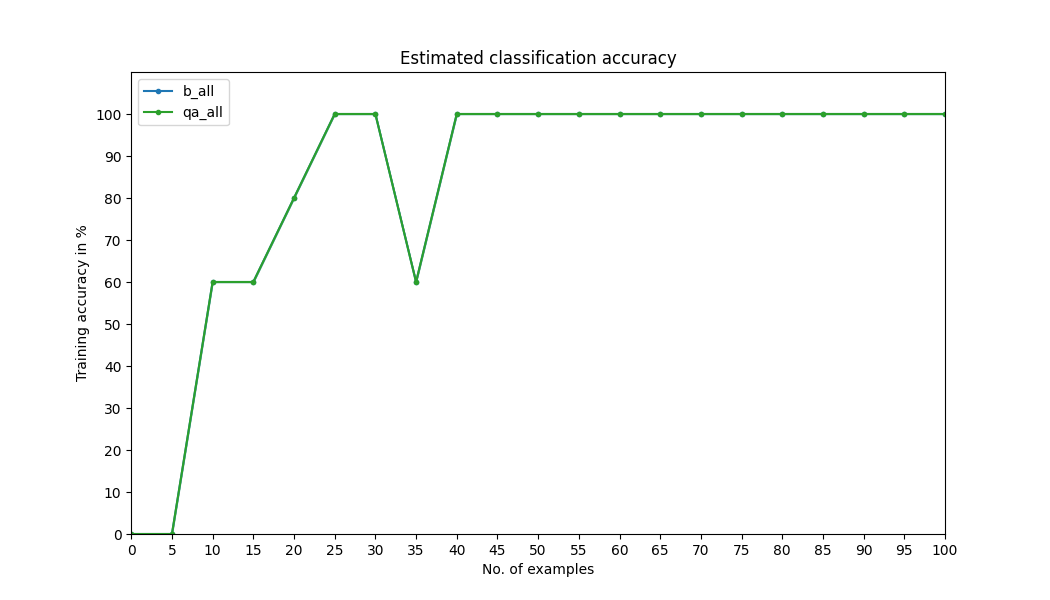 Estimated classification accuracy
b_all
qa_all
100
90
80
70
60
50
40
30
20
10
0
Training accuracy in %
0 5 10 15 20 25 30 35 40 45 50 55 60 65 70 75 80 85 90 95 100
No. of examples